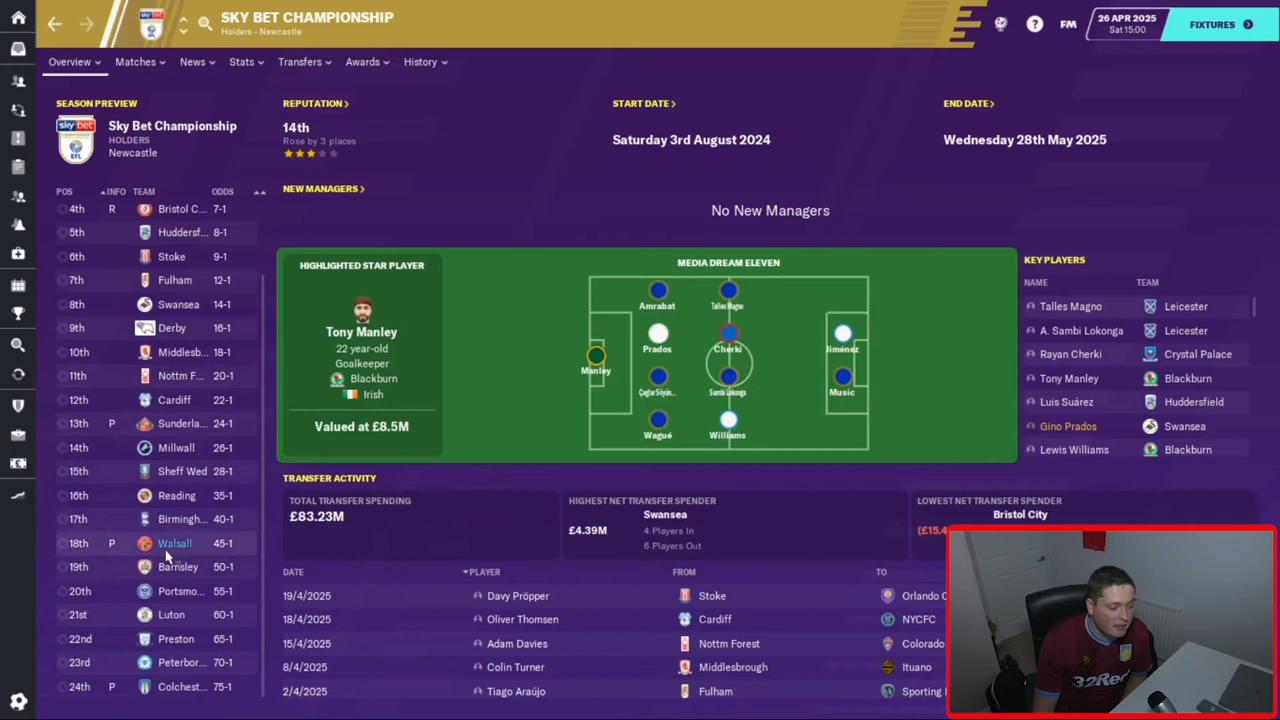 SKY BET CHAMPIONSHIP
Holders - Newcastle
FM
26 APR 2025
Sat 15:00
FIXTURES
Overview
Matches
News
Stats
Transfers
Awards
History
SEASON PREVIEW
Sky Bet Championship
HOLDERS
Newcastle
REPUTATION
14th
Rose by 3 places
START DATE
Saturday 3rd August 2024
END DATE
Wednesday 28th May 2025
NEW MANAGERS
No New Managers
POS INFO TEAM ODDS
4th R Bristol C... 7-1
5th Huddersf... 8-1
6th Stoke 9-1
7th Fulham 12-1
8th Swansea 14-1
9th Derby 16-1
10th Middlesb... 18-1
11th Nottm F... 20-1
12th Cardiff 22-1
13th P Sunderla... 24-1
14th Millwall 26-1
15th Sheff Wed 28-1
16th Reading 35-1
17th Birmingh... 40-1
18th P Walsall 45-1
19th Barnsley 50-1
20th Portsmo... 55-1
21st Luton 60-1
22nd Preston 65-1
23rd Peterbor... 70-1
24th P Colchest... 75-1
HIGHLIGHTED STAR PLAYER
Tony Manley
22 year-old
Goalkeeper
Blackburn
Irish
Valued at £8.5M
MEDIA DREAM ELEVEN
Amrabat
Talles Magno
Prados
Cherki
Jiménez
Manley
Çağlar Söyün...
Sambi Lokonga
Music
Wagué
Williams
KEY PLAYERS
NAME TEAM
Talles Magno Leicester
A. Sambi Lokonga Leicester
Rayan Cherki Crystal Palace
Tony Manley Blackburn
Luis Suárez Huddersfield
Gino Prados Swansea
Lewis Williams Blackburn
TRANSFER ACTIVITY
TOTAL TRANSFER SPENDING
£83.23M
HIGHEST NET TRANSFER SPENDER
Swansea
£4.39M
4 Players In
6 Players Out
LOWEST NET TRANSFER SPENDER
Bristol City
(£15.4
DATE PLAYER FROM TO
19/4/2025 Davy Pröpper Stoke Orlando C
18/4/2025 Oliver Thomsen Cardiff NYCFC
15/4/2025 Adam Davies Nottm Forest Colorado
8/4/2025 Colin Turner Middlesbrough Ituano
2/4/2025 Tiago Araújo Fulham Sporting
32Red